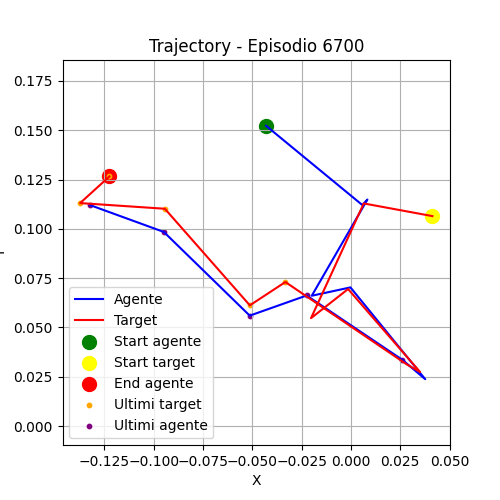 Trajectory - Episodio 6700
0.175
0.150
0.125
0.100
0.075
0.050
0.025
0.000
Agente
Target
Start agente
Start target
End agente
Ultimi target
Ultimi agente
−0.125 −0.100 −0.075 −0.050 −0.025 0.000 0.025 0.050
X